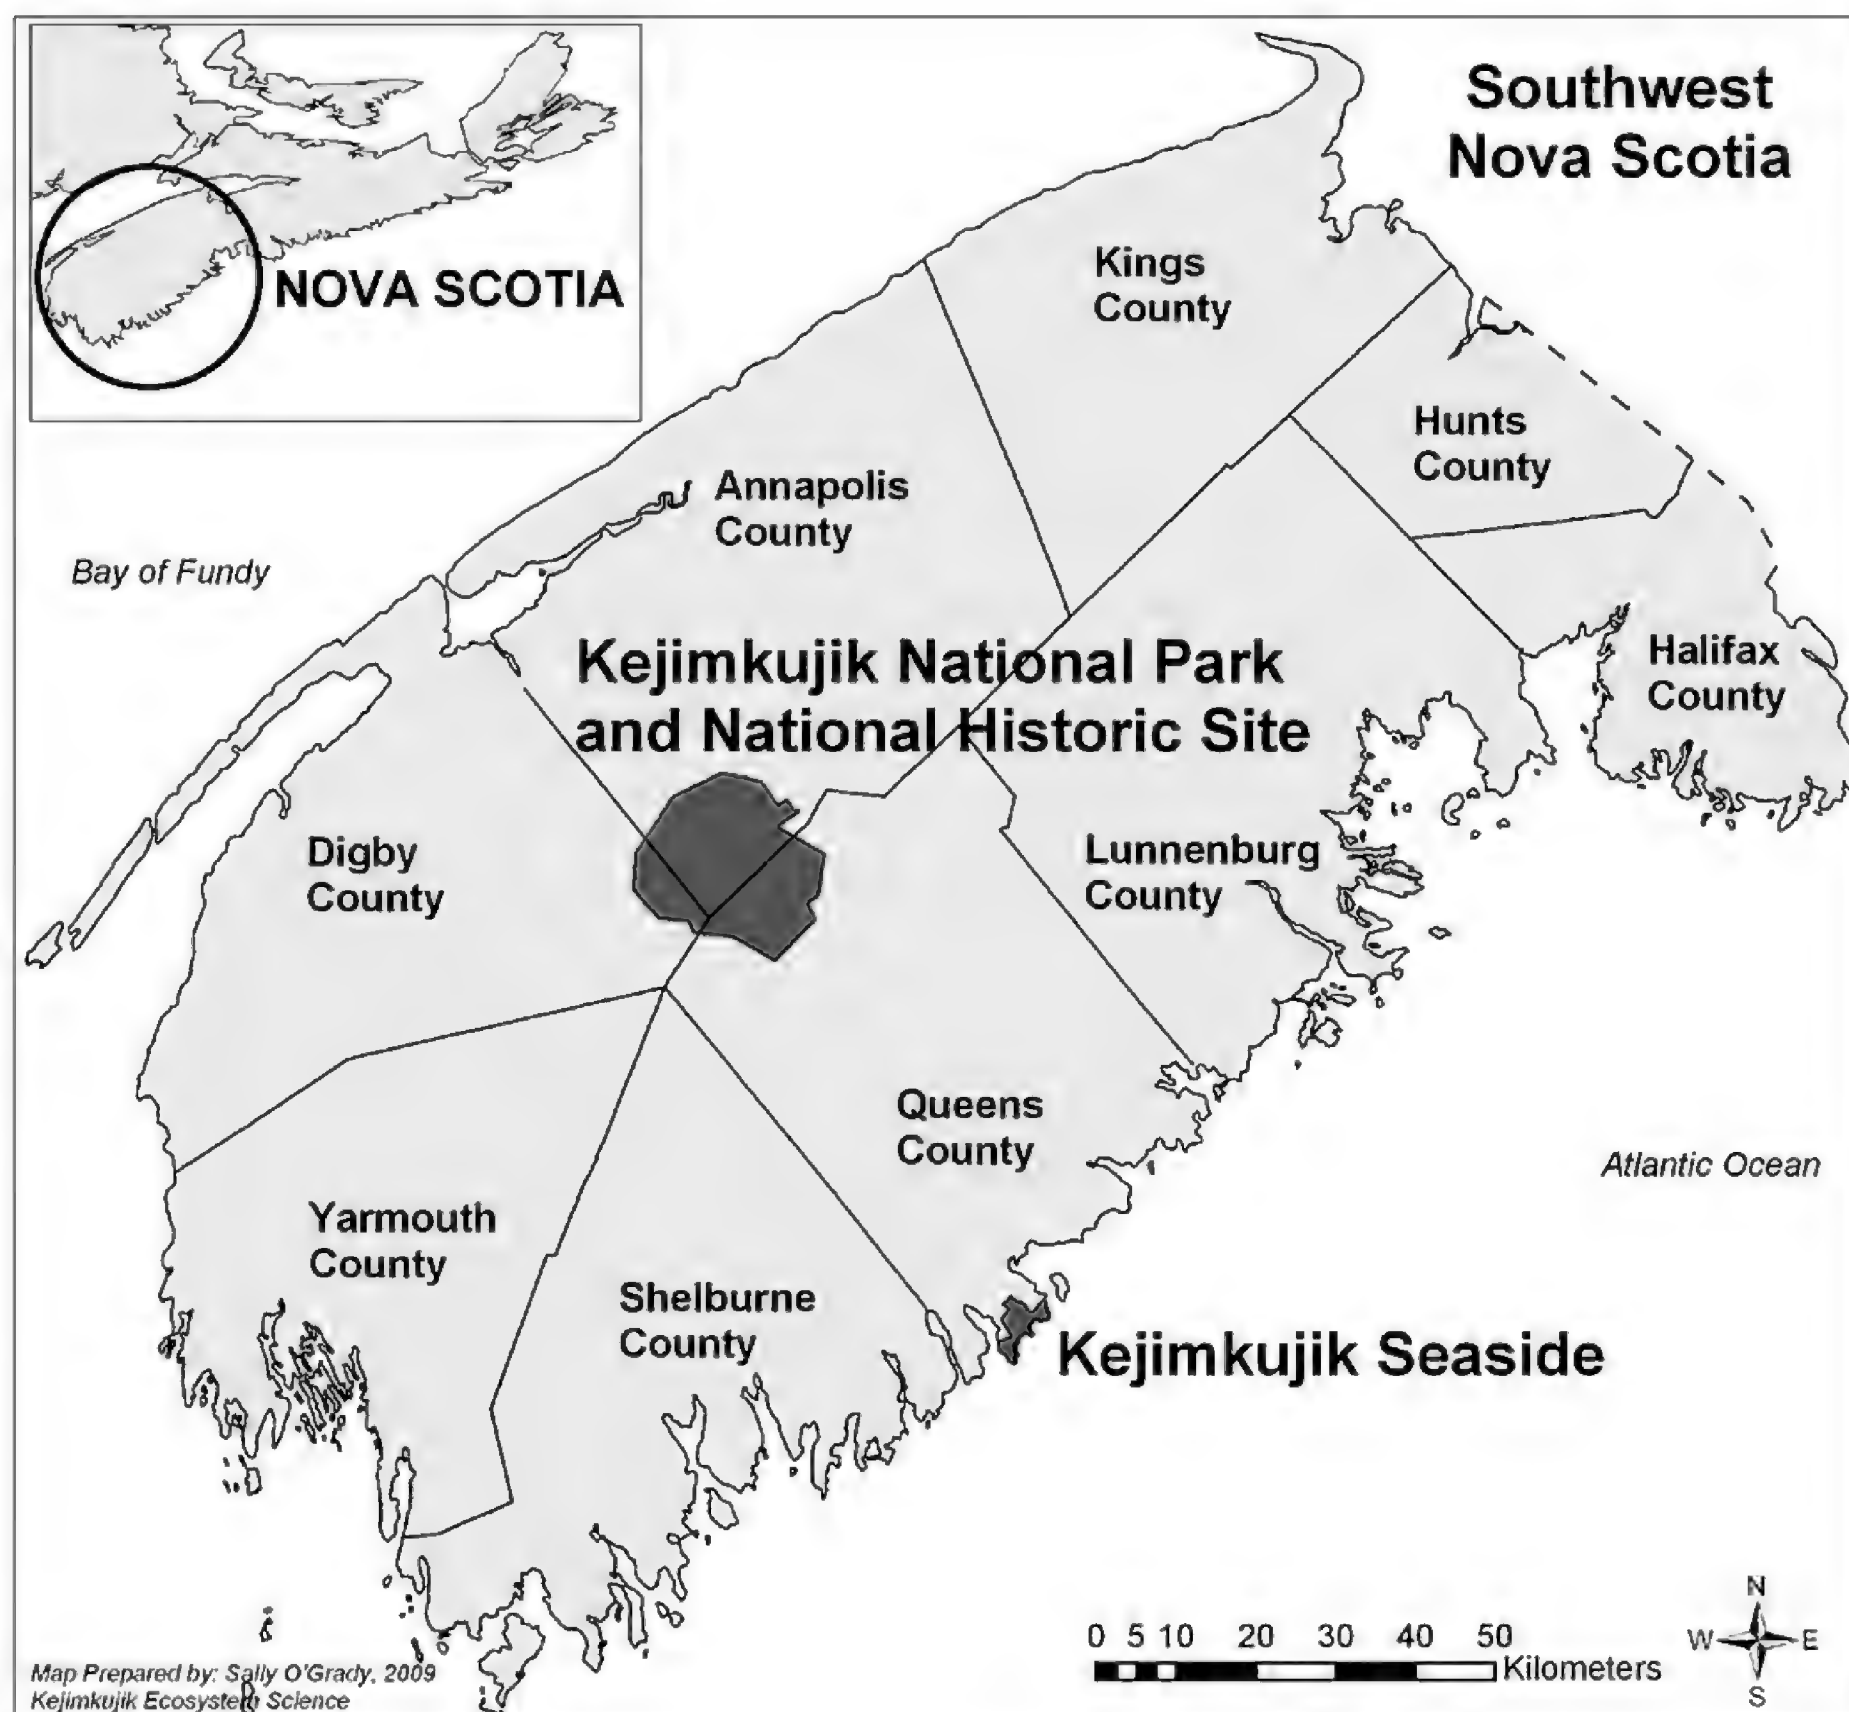 Southwest
Nova Scotia
NOVA SCOTIA
Kings
County
Hunts
County
Annapolis
County
Bay of Fundy
Kejimkujik National Park
and National Historic Site
Halifax
County
Digby
County
Lunnenburg
County
Queens
County
Atlantic Ocean
Yarmouth
County
Shelburne
County
Kejimkujik Seaside
0 5 10 20 30 40 50
Kilometers
N
W E
S
Map Prepared by: Sally O'Grady, 2009
Kejimkujik Ecosystem Science